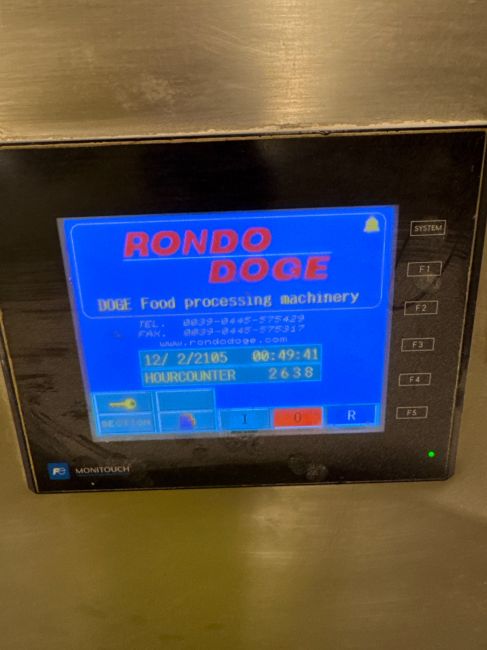 RONDO
DOGE
DOGE Food processing machinery
TEL. 0039-0445-575429
FAX. 0039-0445-575317
www.rondodoge.com
12/ 2/2105 00:49:41
HOURCOUNTER 2638
SECTION I O R
SYSTEM
F1
F2
F3
F4
F5
Fe MONITOUCH